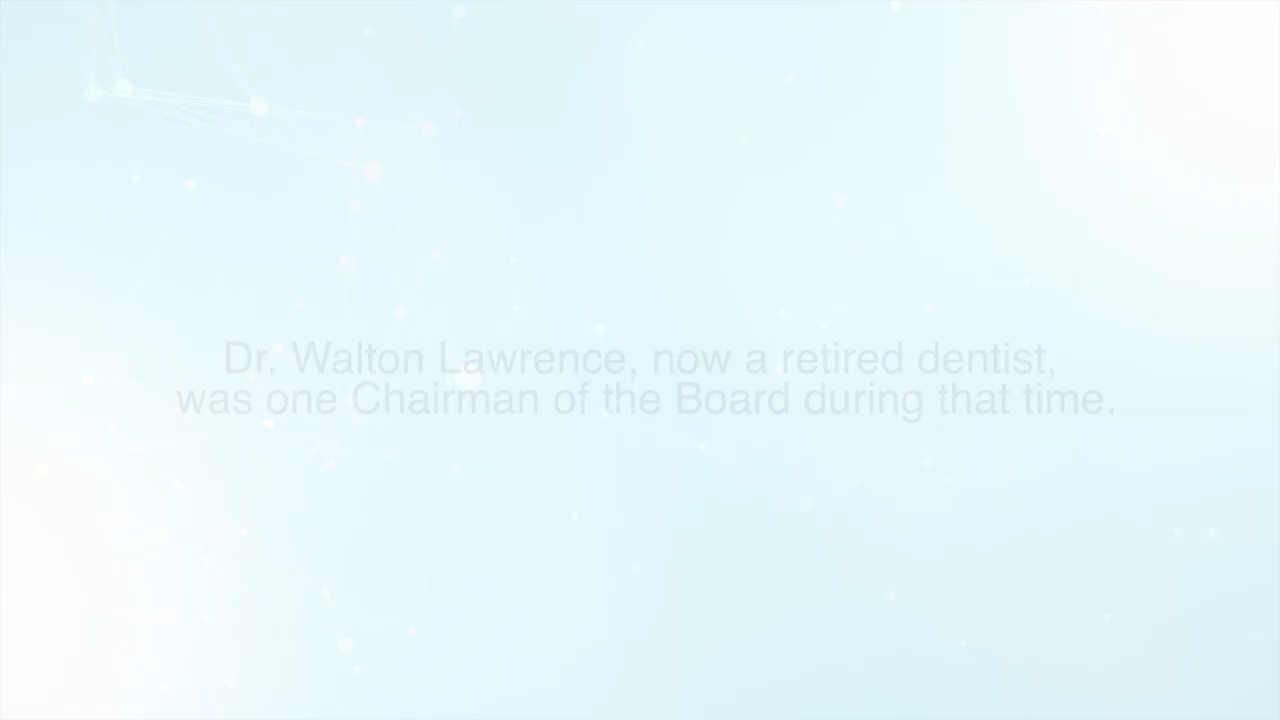 Dr. Walton Lawrence, now a retired dentist,
was one Chairman of the Board during that time.